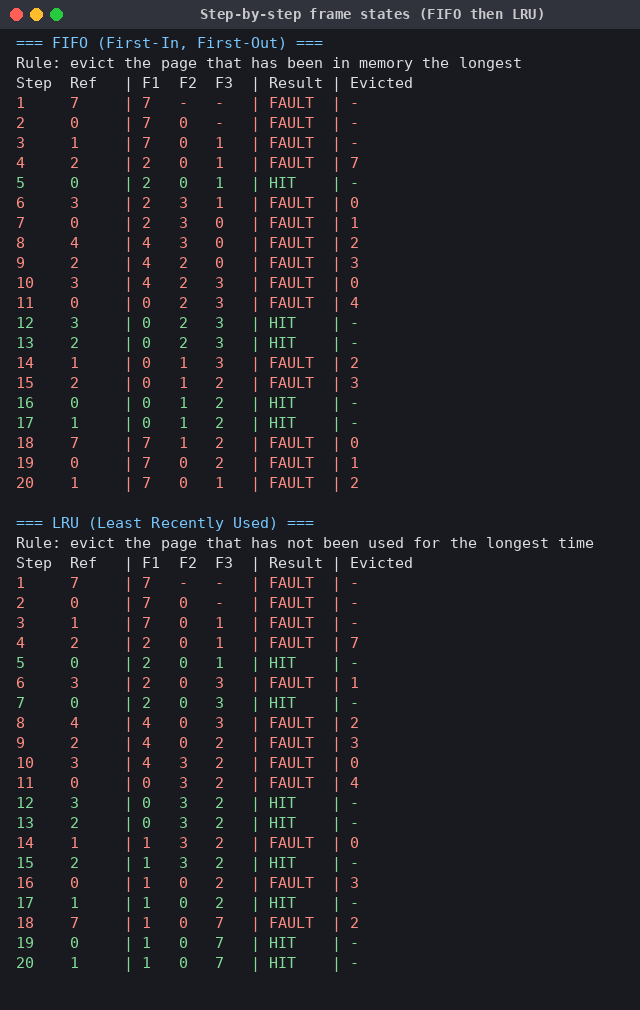 Step-by-step frame states (FIFO then LRU)
=== FIFO (First-In, First-Out) ===
Rule: evict the page that has been in memory the longest
Step  Ref   | F1  F2  F3  | Result | Evicted
1     7     | 7   -   -   | FAULT  | -
2     0     | 7   0   -   | FAULT  | -
3     1     | 7   0   1   | FAULT  | -
4     2     | 2   0   1   | FAULT  | 7
5     0     | 2   0   1   | HIT    | -
6     3     | 2   3   1   | FAULT  | 0
7     0     | 2   3   0   | FAULT  | 1
8     4     | 4   3   0   | FAULT  | 2
9     2     | 4   2   0   | FAULT  | 3
10    3     | 4   2   3   | FAULT  | 0
11    0     | 0   2   3   | FAULT  | 4
12    3     | 0   2   3   | HIT    | -
13    2     | 0   2   3   | HIT    | -
14    1     | 0   1   3   | FAULT  | 2
15    2     | 0   1   2   | FAULT  | 3
16    0     | 0   1   2   | HIT    | -
17    1     | 0   1   2   | HIT    | -
18    7     | 7   1   2   | FAULT  | 0
19    0     | 7   0   2   | FAULT  | 1
20    1     | 7   0   1   | FAULT  | 2
=== LRU (Least Recently Used) ===
Rule: evict the page that has not been used for the longest time
Step  Ref   | F1  F2  F3  | Result | Evicted
1     7     | 7   -   -   | FAULT  | -
2     0     | 7   0   -   | FAULT  | -
3     1     | 7   0   1   | FAULT  | -
4     2     | 2   0   1   | FAULT  | 7
5     0     | 2   0   1   | HIT    | -
6     3     | 2   0   3   | FAULT  | 1
7     0     | 2   0   3   | HIT    | -
8     4     | 4   0   3   | FAULT  | 2
9     2     | 4   0   2   | FAULT  | 3
10    3     | 4   3   2   | FAULT  | 0
11    0     | 0   3   2   | FAULT  | 4
12    3     | 0   3   2   | HIT    | -
13    2     | 0   3   2   | HIT    | -
14    1     | 1   3   2   | FAULT  | 0
15    2     | 1   3   2   | HIT    | -
16    0     | 1   0   2   | FAULT  | 3
17    1     | 1   0   2   | HIT    | -
18    7     | 1   0   7   | FAULT  | 2
19    0     | 1   0   7   | HIT    | -
20    1     | 1   0   7   | HIT    | -